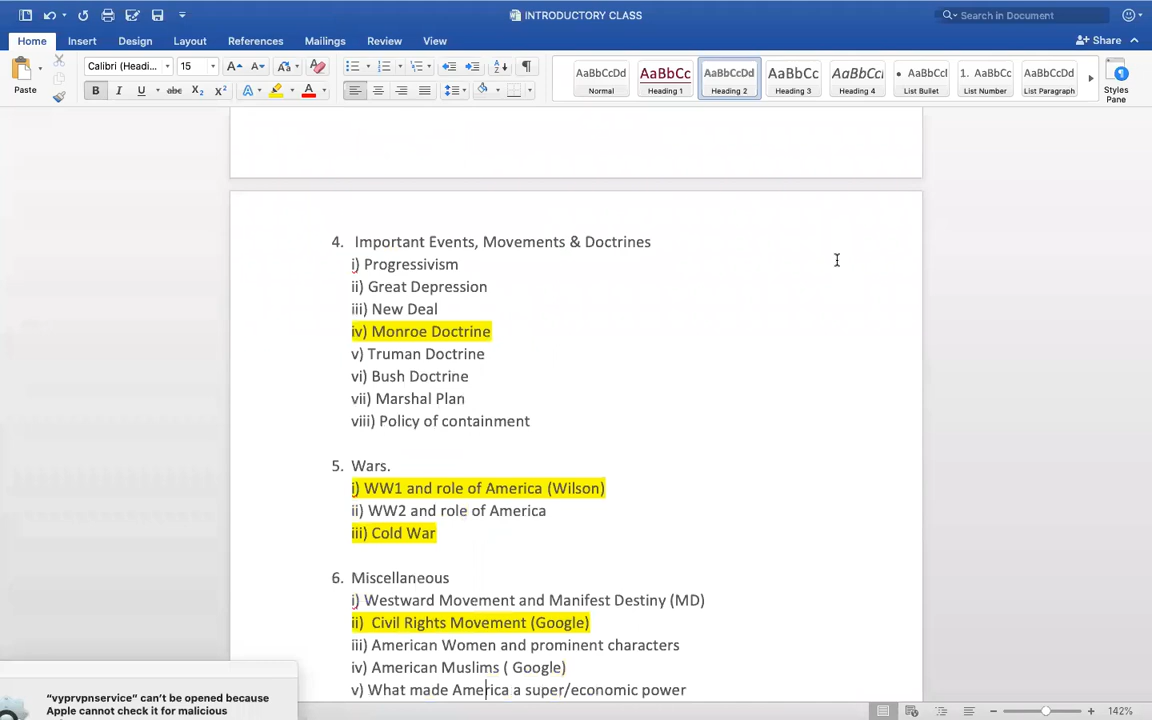 INTRODUCTORY CLASS
Search in Document
Home Insert Design Layout References Mailings Review View
Share
Paste
Calibri (Headi... 15
AaBbCcDd Normal
AaBbCc Heading 1
AaBbCcDd Heading 2
AaBbCcDd Heading 3
AaBbCcI Heading 4
AaBbCcI List Bullet
1. AaBbCc List Number
AaBbCcDd List Paragraph
Styles Pane
4. Important Events, Movements & Doctrines
i) Progressivism
ii) Great Depression
iii) New Deal
iv) Monroe Doctrine
v) Truman Doctrine
vi) Bush Doctrine
vii) Marshal Plan
viii) Policy of containment
5. Wars.
i) WW1 and role of America (Wilson)
ii) WW2 and role of America
iii) Cold War
6. Miscellaneous
i) Westward Movement and Manifest Destiny (MD)
ii) Civil Rights Movement (Google)
iii) American Women and prominent characters
iv) American Muslims ( Google)
v) What made America a super/economic power
“vyprvpnservice” can’t be opened because
Apple cannot check it for malicious
142%